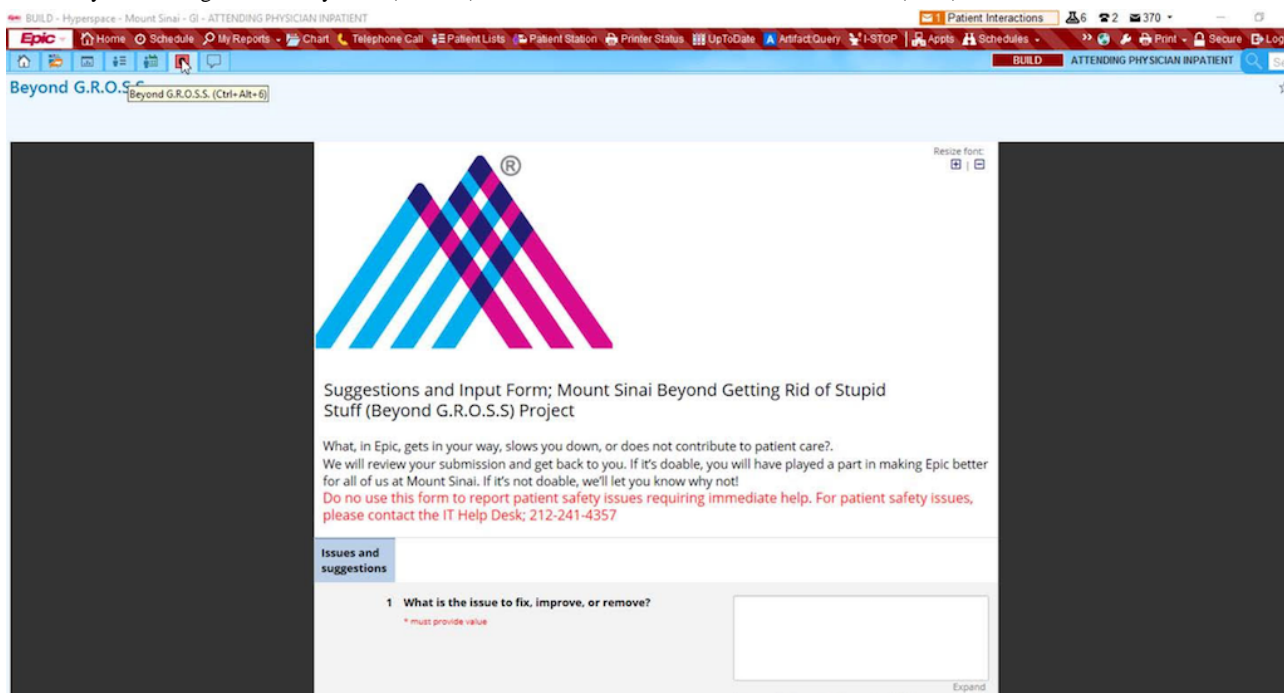 BUILD - Hyperspace - Mount Sinai - GI - ATTENDING PHYSICIAN INPATIENT
1 Patient Interactions 6 2 370
Epic Home Schedule My Reports Chart Telephone Call Patient Lists Patient Station Printer Status UpToDate Artifact Query I-STOP Appts Schedules Print Secure Log
BUILD ATTENDING PHYSICIAN INPATIENT
Beyond G.R.O.S.S
Beyond G.R.O.S.S. (Ctrl+Alt+6)
Resize font:
®
Suggestions and Input Form; Mount Sinai Beyond Getting Rid of Stupid
Stuff (Beyond G.R.O.S.S) Project
What, in Epic, gets in your way, slows you down, or does not contribute to patient care?.
We will review your submission and get back to you. If it's doable, you will have played a part in making Epic better
for all of us at Mount Sinai. If it's not doable, we'll let you know why not!
Do no use this form to report patient safety issues requiring immediate help. For patient safety issues,
please contact the IT Help Desk; 212-241-4357
Issues and
suggestions
1 What is the issue to fix, improve, or remove?
* must provide value
Expand